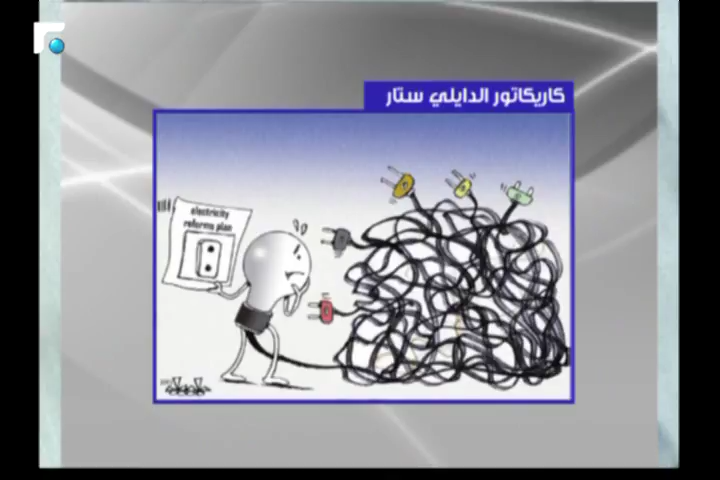 كاريكاتور الدايلي ستار
electricity
reforms plan